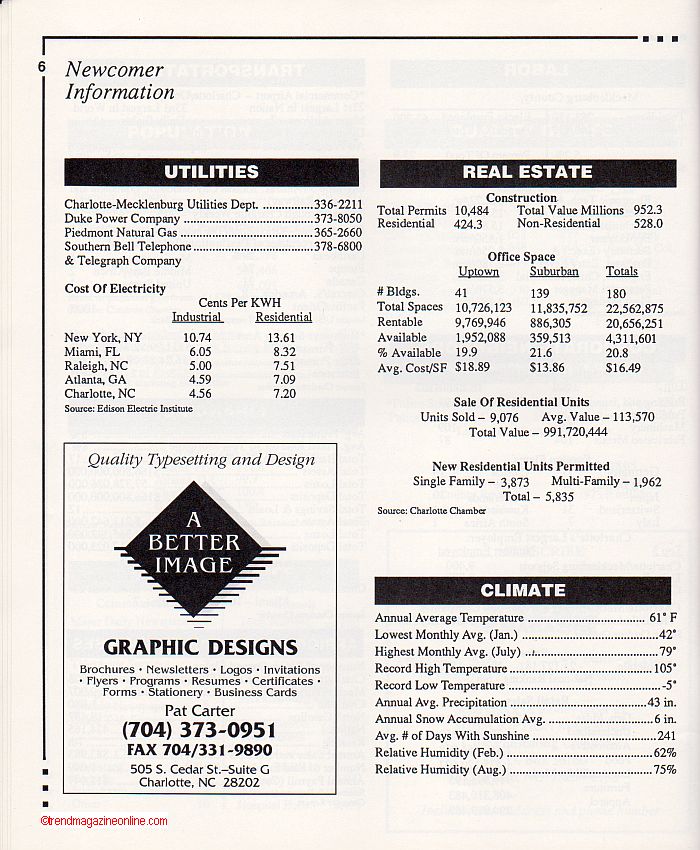 6
Newcomer
Information
UTILITIES
Charlotte-Mecklenburg Utilities Dept. ...............336-2211
Duke Power Company ......................................373-8050
Piedmont Natural Gas .......................................365-2660
Southern Bell Telephone...................................378-6800
& Telegraph Company
Cost Of Electricity
Cents Per KWH
Industrial Residential
New York, NY 10.74 13.61
Miami, FL 6.05 8.32
Raleigh, NC 5.00 7.51
Atlanta, GA 4.59 7.09
Charlotte, NC 4.56 7.20
Source: Edison Electric Institute
Quality Typesetting and Design
A
BETTER
IMAGE
GRAPHIC DESIGNS
Brochures • Newsletters • Logos • Invitations
• Flyers • Programs • Resumes • Certificates •
Forms • Stationery • Business Cards
Pat Carter
(704) 373-0951
FAX 704/331-9890
505 S. Cedar St.–Suite G
Charlotte, NC 28202
REAL ESTATE
Construction
Total Permits 10,484 Total Value Millions 952.3
Residential 424.3 Non-Residential 528.0
Office Space
Uptown Suburban Totals
# Bldgs. 41 139 180
Total Spaces 10,726,123 11,835,752 22,562,875
Rentable 9,769,946 886,305 20,656,251
Available 1,952,088 359,513 4,311,601
% Available 19.9 21.6 20.8
Avg. Cost/SF $18.89 $13.86 $16.49
Sale Of Residential Units
Units Sold – 9,076 Avg. Value – 113,570
Total Value – 991,720,444
New Residential Units Permitted
Single Family – 3,873 Multi-Family – 1,962
Total – 5,835
Source: Charlotte Chamber
CLIMATE
Annual Average Temperature .............................. 61° F
Lowest Monthly Avg. (Jan.) ....................................42°
Highest Monthly Avg. (July) ...................................79°
Record High Temperature......................................105°
Record Low Temperature .......................................-5°
Annual Avg. Precipitation ....................................43 in.
Annual Snow Accumulation Avg. ..........................6 in.
Avg. # of Days With Sunshine ...............................241
Relative Humidity (Feb.) ......................................62%
Relative Humidity (Aug.) ......................................75%
©trendmagazineonline.com